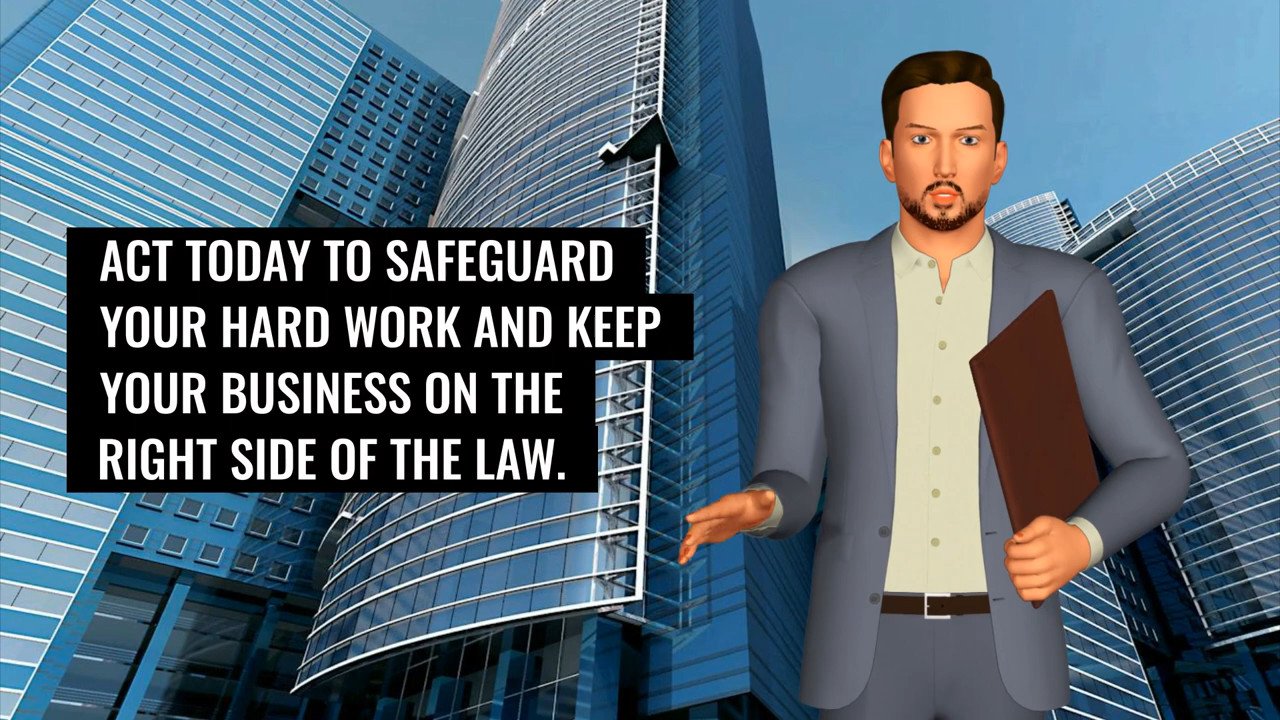 ACT TODAY TO SAFEGUARD
YOUR HARD WORK AND KEEP
YOUR BUSINESS ON THE
RIGHT SIDE OF THE LAW.